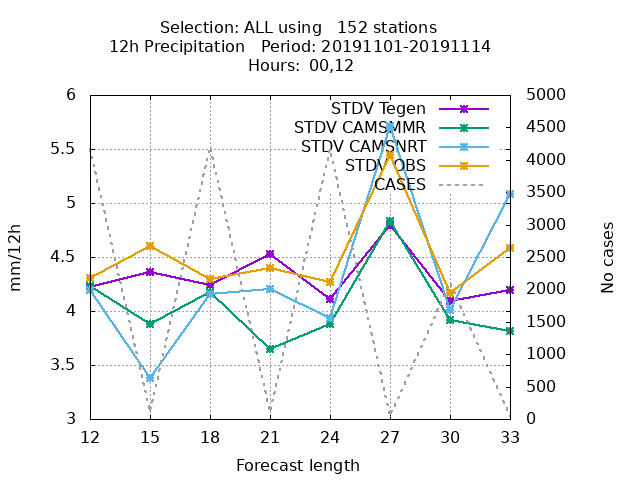 Selection: ALL using   152 stations
12h Precipitation   Period: 20191101-20191114
Hours:  00,12
STDV Tegen
STDV CAMSMMR
STDV CAMSNRT
STDV OBS
CASES
6
5.5
5
4.5
4
3.5
3
5000
4500
4000
3500
3000
2500
2000
1500
1000
500
0
mm/12h
No cases
12 15 18 21 24 27 30 33
Forecast length